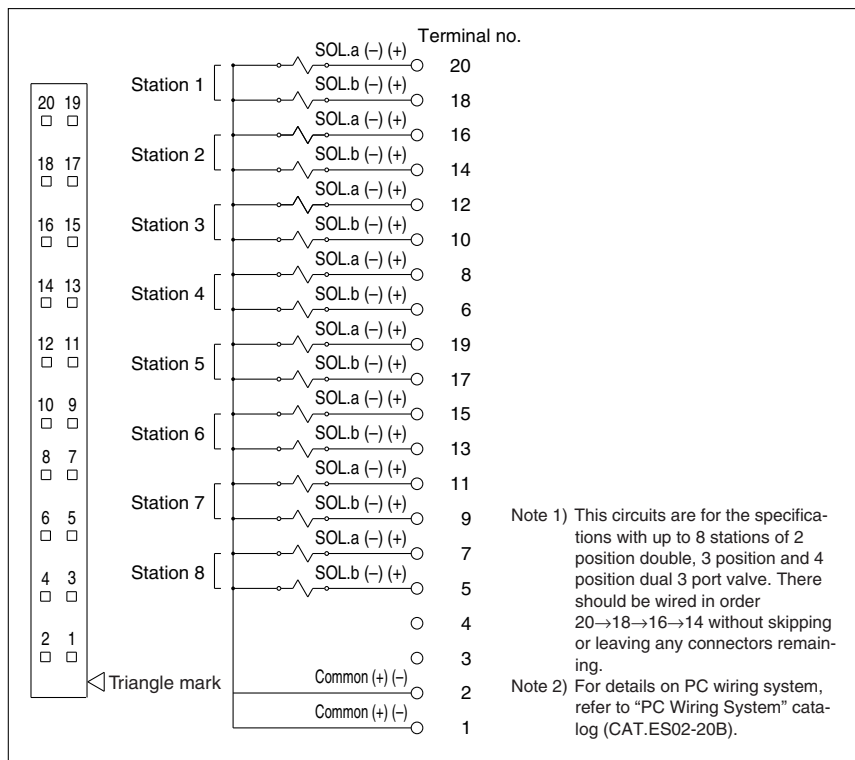 Terminal no.
20 19
18 17
16 15
14 13
12 11
10 9
8 7
6 5
4 3
2 1
Triangle mark
Station 1
SOL.a (–) (+)
20
SOL.b (–) (+)
18
Station 2
SOL.a (–) (+)
16
SOL.b (–) (+)
14
Station 3
SOL.a (–) (+)
12
SOL.b (–) (+)
10
Station 4
SOL.a (–) (+)
8
SOL.b (–) (+)
6
Station 5
SOL.a (–) (+)
19
SOL.b (–) (+)
17
Station 6
SOL.a (–) (+)
15
SOL.b (–) (+)
13
Station 7
SOL.a (–) (+)
11
SOL.b (–) (+)
9
Station 8
SOL.a (–) (+)
7
SOL.b (–) (+)
5
4
3
Common (+) (–)
2
Common (+) (–)
1
Note 1) This circuits are for the specifica-
tions with up to 8 stations of 2
position double, 3 position and 4
position dual 3 port valve. There
should be wired in order
20→18→16→14 without skipping
or leaving any connectors remain-
ing.
Note 2) For details on PC wiring system,
refer to “PC Wiring System” cata-
log (CAT.ES02-20B).